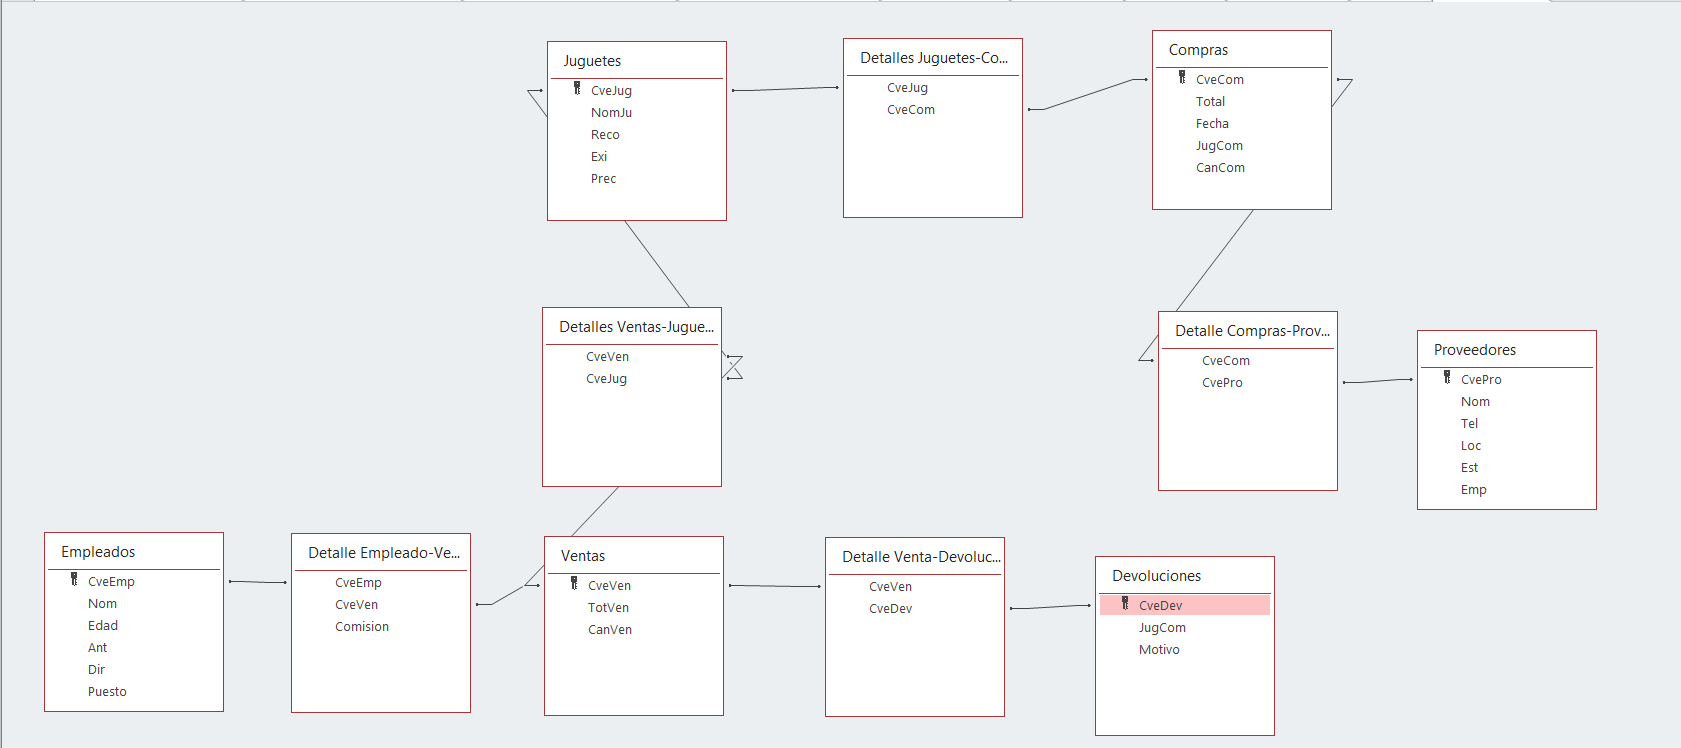 Juguetes
CveJug
NomJu
Reco
Exi
Prec
Detalles Juguetes-Co...
CveJug
CveCom
Compras
CveCom
Total
Fecha
JugCom
CanCom
Detalles Ventas-Jugue...
CveVen
CveJug
Detalle Compras-Prov...
CveCom
CvePro
Proveedores
CvePro
Nom
Tel
Loc
Est
Emp
Empleados
CveEmp
Nom
Edad
Ant
Dir
Puesto
Detalle Empleado-Ve...
CveEmp
CveVen
Comision
Ventas
CveVen
TotVen
CanVen
Detalle Venta-Devoluc...
CveVen
CveDev
Devoluciones
CveDev
JugCom
Motivo